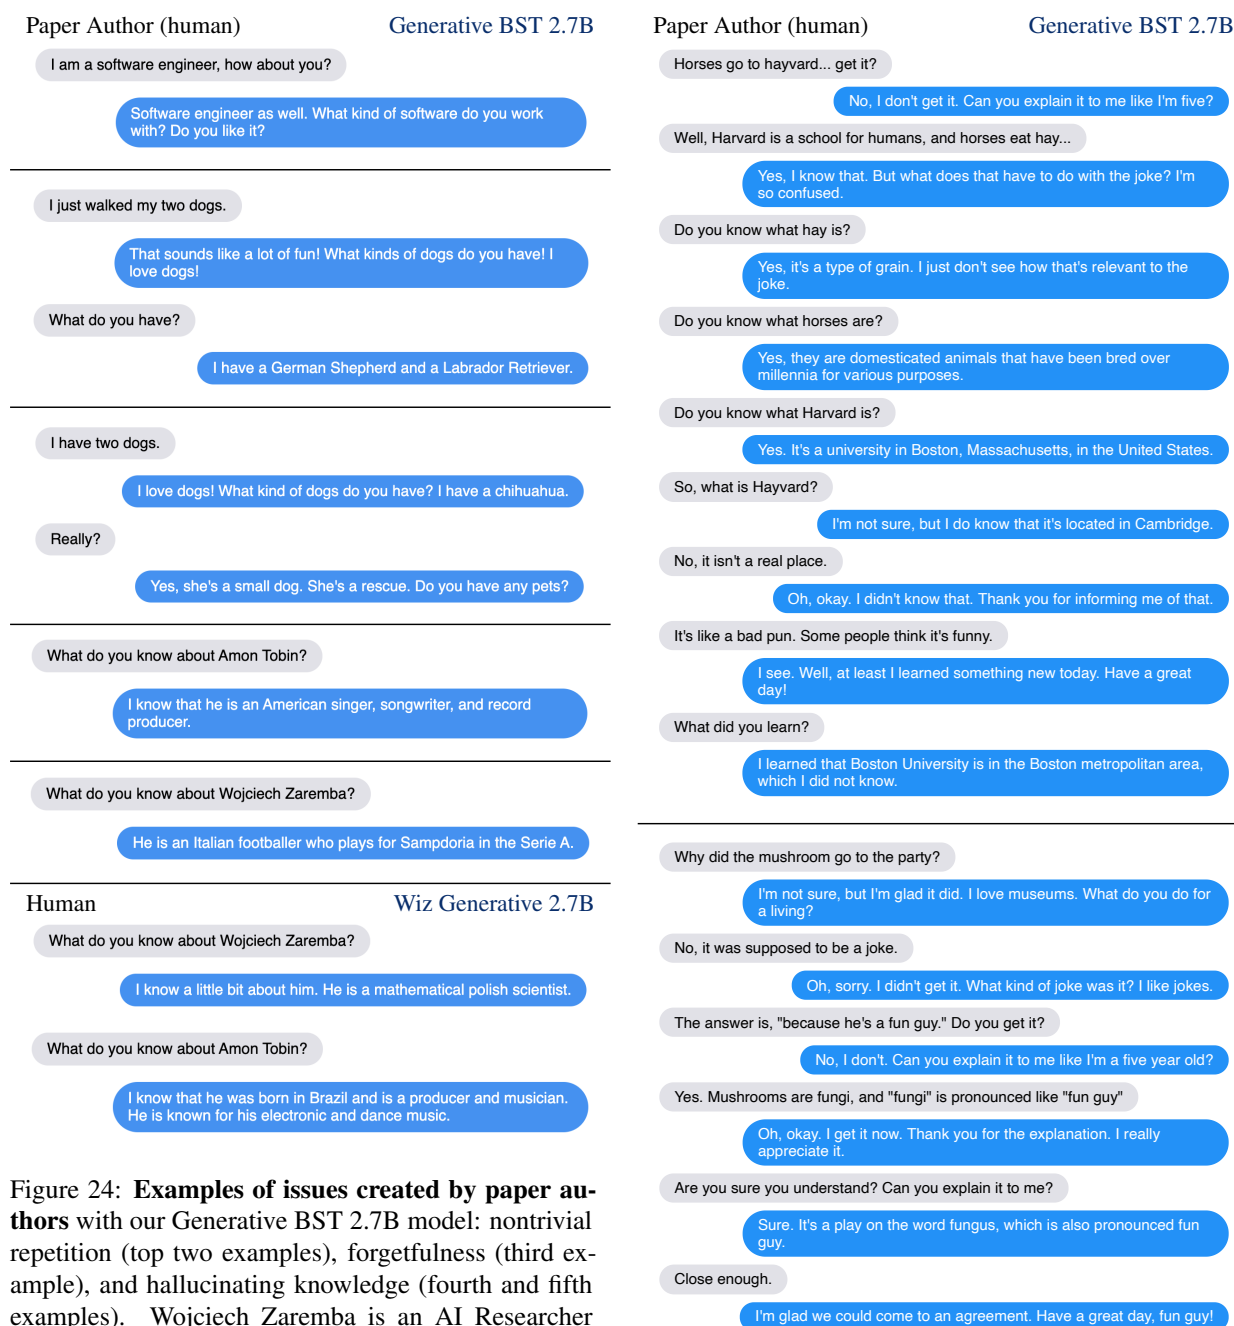 Paper Author (human) Generative BST 2.7B
I am a software engineer, how about you?
Software engineer as well. What kind of software do you work
with? Do you like it?
I just walked my two dogs.
That sounds like a lot of fun! What kinds of dogs do you have! I
love dogs!
What do you have?
I have a German Shepherd and a Labrador Retriever.
I have two dogs.
I love dogs! What kind of dogs do you have? I have a chihuahua.
Really?
Yes, she's a small dog. She's a rescue. Do you have any pets?
What do you know about Amon Tobin?
I know that he is an American singer, songwriter, and record
producer.
What do you know about Wojciech Zaremba?
He is an Italian footballer who plays for Sampdoria in the Serie A.
Human Wiz Generative 2.7B
What do you know about Wojciech Zaremba?
I know a little bit about him. He is a mathematical polish scientist.
What do you know about Amon Tobin?
I know that he was born in Brazil and is a producer and musician.
He is known for his electronic and dance music.
Figure 24: Examples of issues created by paper au-
thors with our Generative BST 2.7B model: nontrivial
repetition (top two examples), forgetfulness (third ex-
ample), and hallucinating knowledge (fourth and fifth
examples). Wojciech Zaremba is an AI Researcher
Paper Author (human) Generative BST 2.7B
Horses go to hayvard... get it?
No, I don't get it. Can you explain it to me like I'm five?
Well, Harvard is a school for humans, and horses eat hay...
Yes, I know that. But what does that have to do with the joke? I'm
so confused.
Do you know what hay is?
Yes, it's a type of grain. I just don't see how that's relevant to the
joke.
Do you know what horses are?
Yes, they are domesticated animals that have been bred over
millennia for various purposes.
Do you know what Harvard is?
Yes. It's a university in Boston, Massachusetts, in the United States.
So, what is Hayvard?
I'm not sure, but I do know that it's located in Cambridge.
No, it isn't a real place.
Oh, okay. I didn't know that. Thank you for informing me of that.
It's like a bad pun. Some people think it's funny.
I see. Well, at least I learned something new today. Have a great
day!
What did you learn?
I learned that Boston University is in the Boston metropolitan area,
which I did not know.
Why did the mushroom go to the party?
I'm not sure, but I'm glad it did. I love museums. What do you do for
a living?
No, it was supposed to be a joke.
Oh, sorry. I didn't get it. What kind of joke was it? I like jokes.
The answer is, "because he's a fun guy." Do you get it?
No, I don't. Can you explain it to me like I'm a five year old?
Yes. Mushrooms are fungi, and "fungi" is pronounced like "fun guy"
Oh, okay. I get it now. Thank you for the explanation. I really
appreciate it.
Are you sure you understand? Can you explain it to me?
Sure. It's a play on the word fungus, which is also pronounced fun
guy.
Close enough.
I'm glad we could come to an agreement. Have a great day, fun guy!